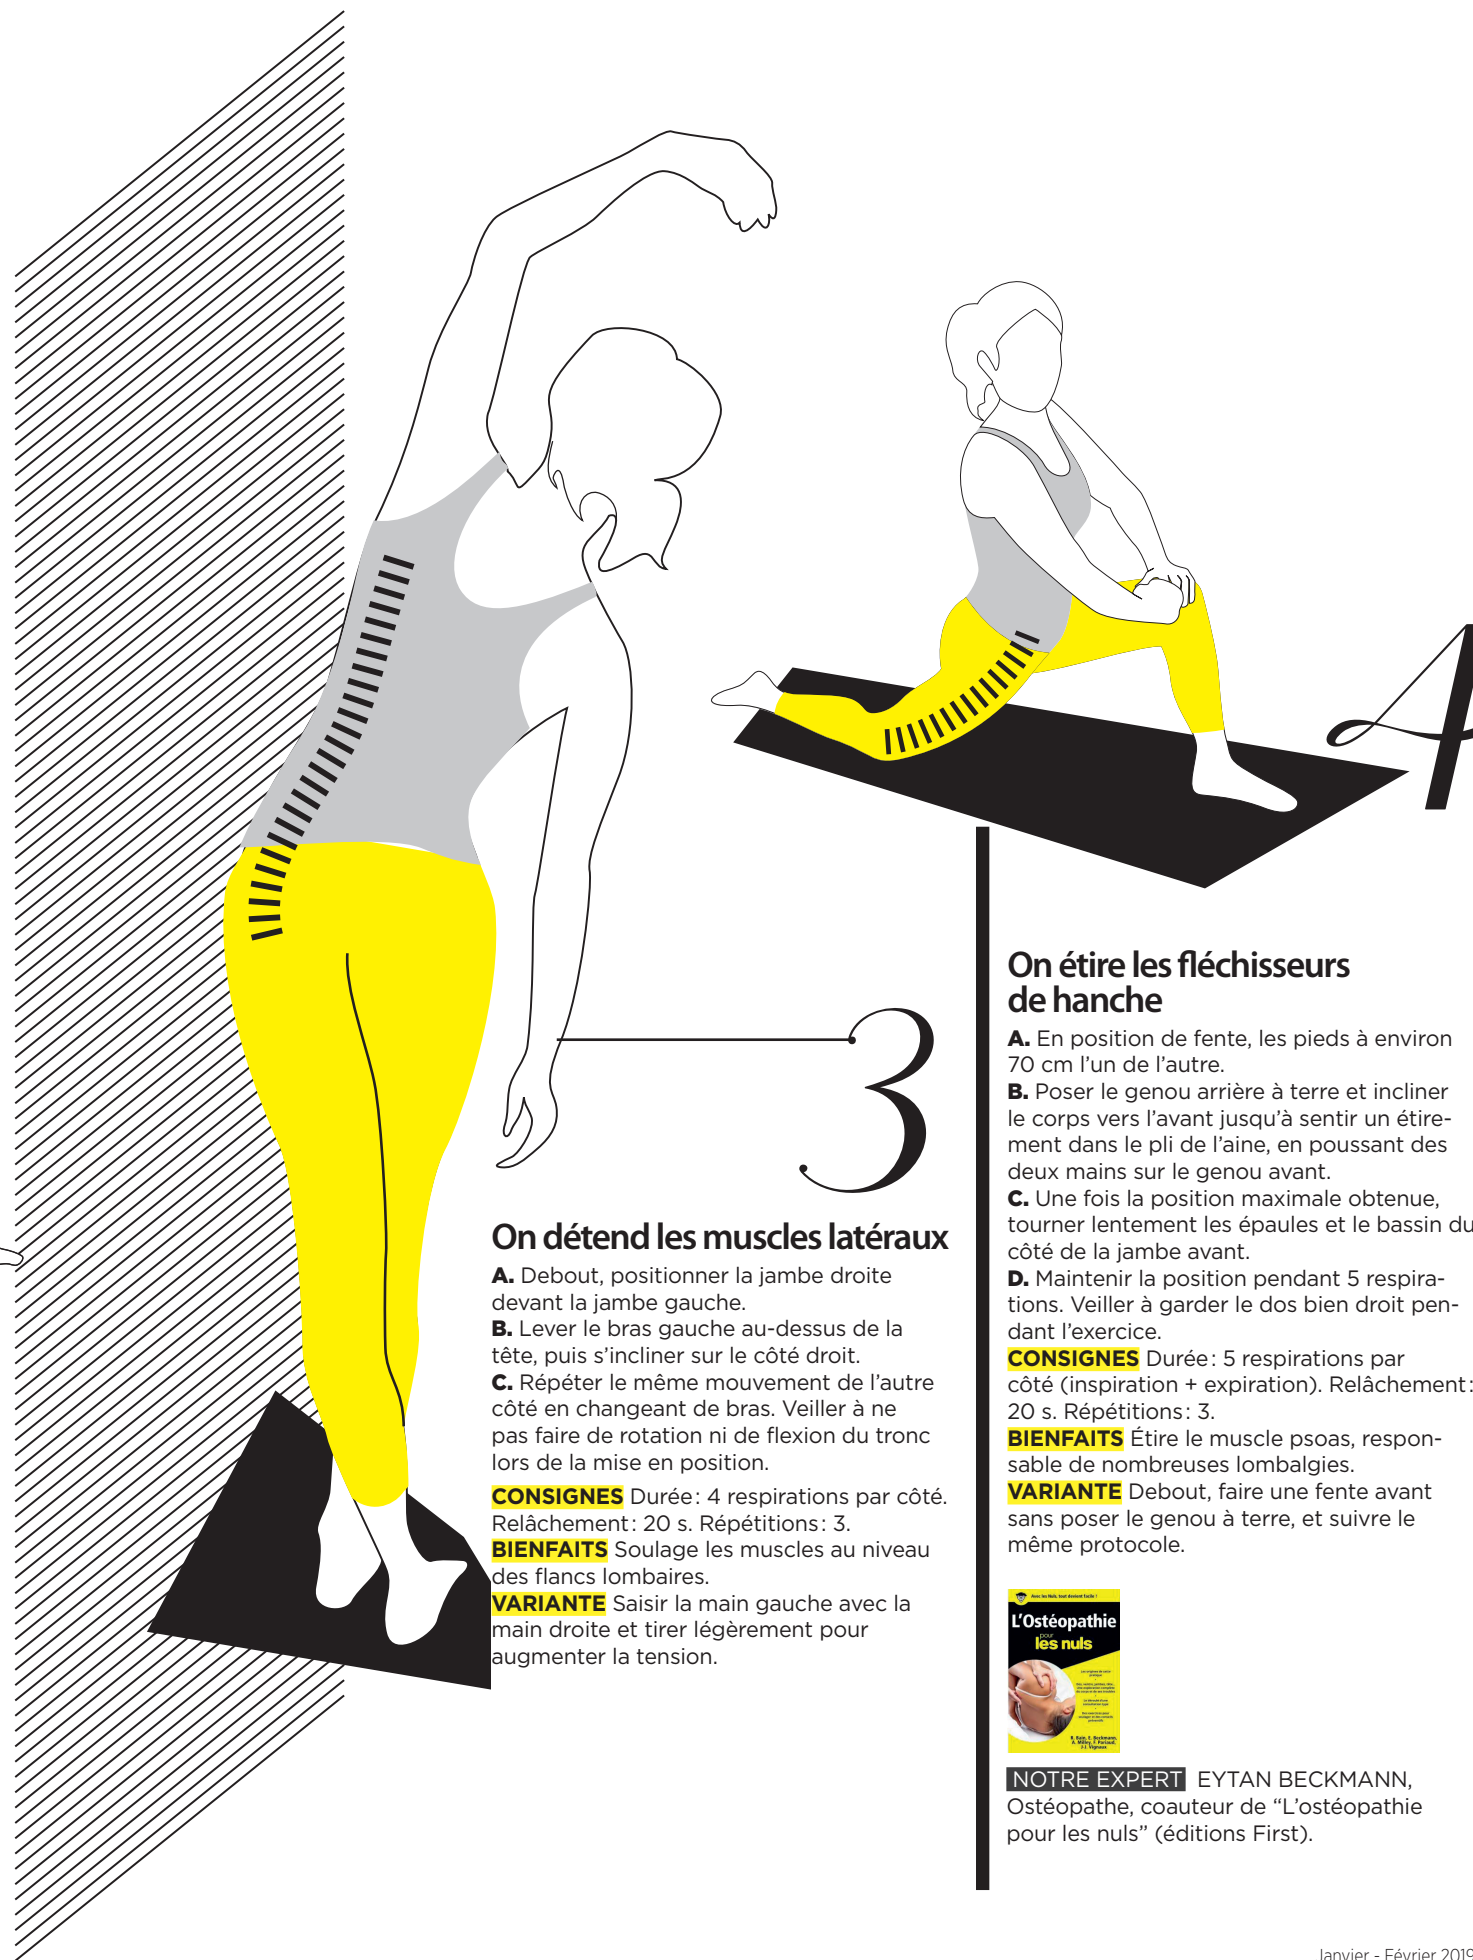 3
On détend les muscles latéraux
A. Debout, positionner la jambe droite
devant la jambe gauche.
B. Lever le bras gauche au-dessus de la
tête, puis s’incliner sur le côté droit.
C. Répéter le même mouvement de l’autre
côté en changeant de bras. Veiller à ne
pas faire de rotation ni de flexion du tronc
lors de la mise en position.
CONSIGNES Durée : 4 respirations par côté.
Relâchement : 20 s. Répétitions : 3.
BIENFAITS Soulage les muscles au niveau
des flancs lombaires.
VARIANTE Saisir la main gauche avec la
main droite et tirer légèrement pour
augmenter la tension.
4
On étire les fléchisseurs
de hanche
A. En position de fente, les pieds à environ
70 cm l’un de l’autre.
B. Poser le genou arrière à terre et incliner
le corps vers l’avant jusqu’à sentir un étire-
ment dans le pli de l’aine, en poussant des
deux mains sur le genou avant.
C. Une fois la position maximale obtenue,
tourner lentement les épaules et le bassin du
côté de la jambe avant.
D. Maintenir la position pendant 5 respira-
tions. Veiller à garder le dos bien droit pen-
dant l’exercice.
CONSIGNES Durée : 5 respirations par
côté (inspiration + expiration). Relâchement :
20 s. Répétitions : 3.
BIENFAITS Étire le muscle psoas, respon-
sable de nombreuses lombalgies.
VARIANTE Debout, faire une fente avant
sans poser le genou à terre, et suivre le
même protocole.
Avec les Nuls, tout devient facile !
L’Ostéopathie
pour
les nuls
NOTRE EXPERT EYTAN BECKMANN,
Ostéopathe, coauteur de “L’ostéopathie
pour les nuls” (éditions First).
Janvier - Février 2019